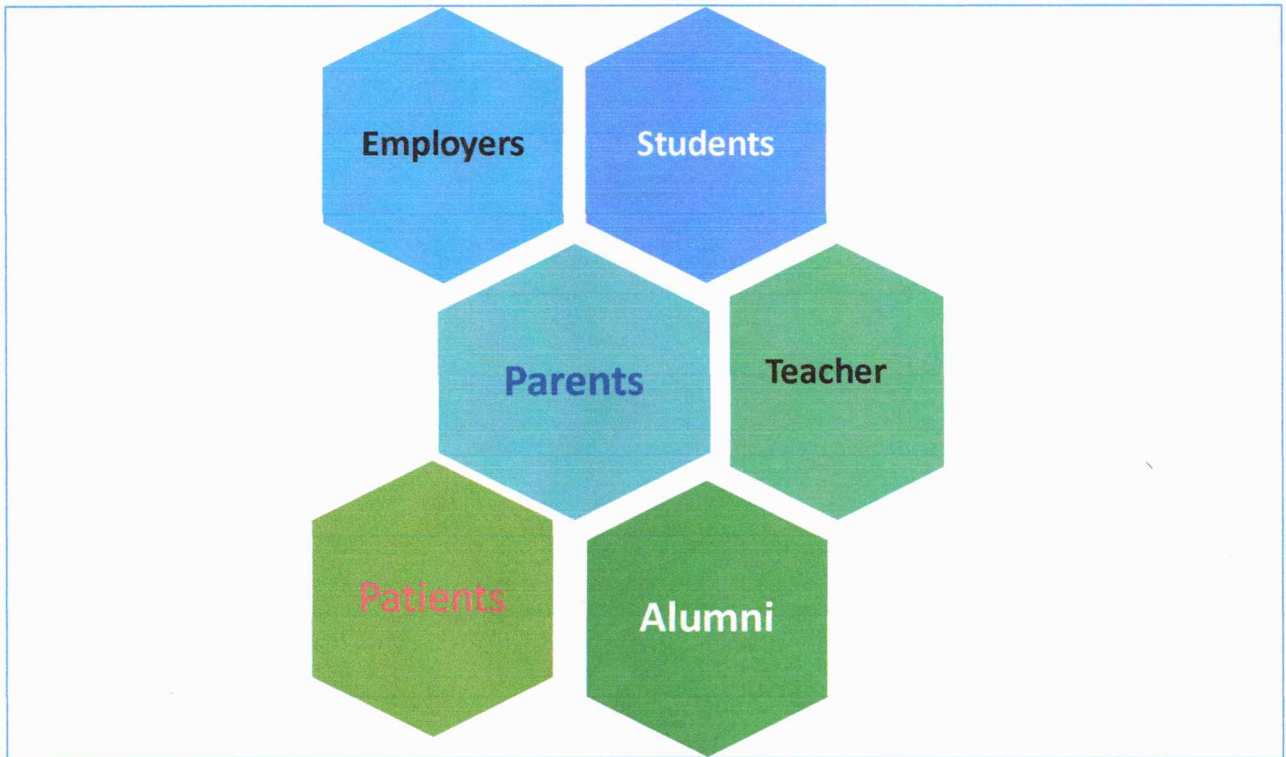 Employers
Students
Parents
Teacher
Patients
Alumni